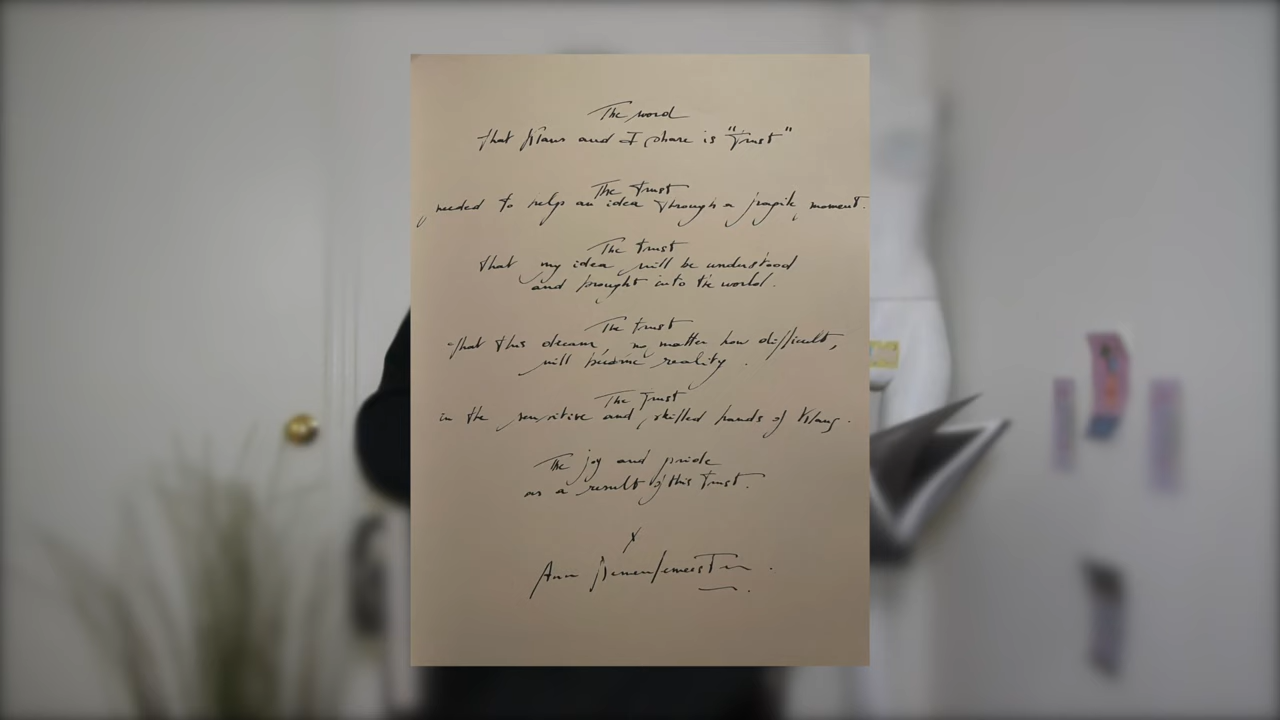 The word
that Klaus and I share is "Trust"
The trust
needed to help an idea through a fragile moment.
The trust
that my idea will be understood
and brought into the world.
The trust
that this dream, no matter how difficult,
will become reality.
The trust
in the sensitive and skilled hands of Klaus.
The joy and pride
as a result of this trust.
x
Ann Demeulemeester.